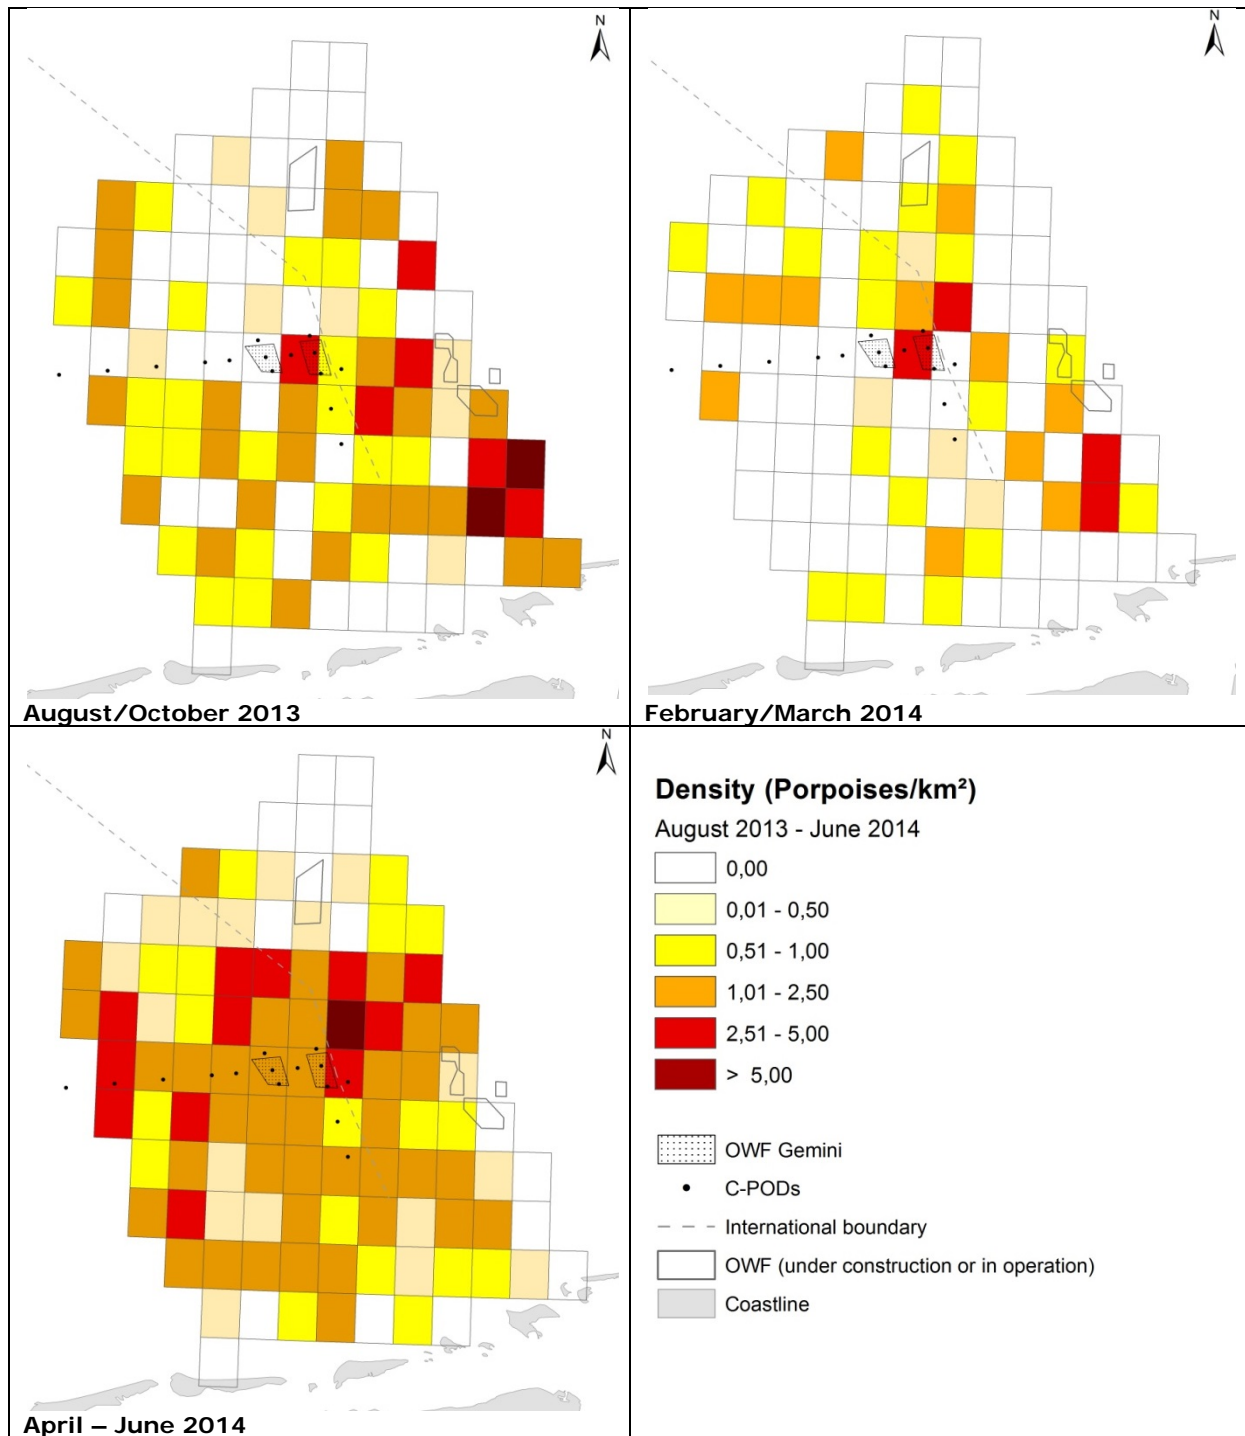 N
August/October 2013
N
February/March 2014
N
April – June 2014
Density (Porpoises/km²)
August 2013 - June 2014
0,00
0,01 - 0,50
0,51 - 1,00
1,01 - 2,50
2,51 - 5,00
> 5,00
OWF Gemini
C-PODs
International boundary
OWF (under construction or in operation)
Coastline